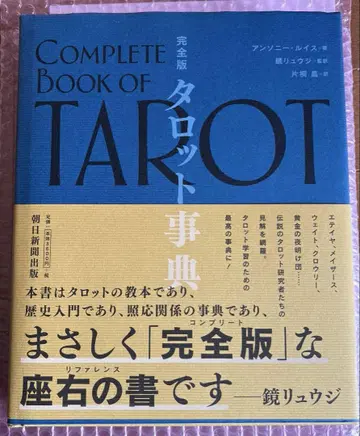 COMPLETE
BOOK OF
TAROT
完全版
タロット事典
アンソニー・ルイス=著
鏡リュウジ=監訳
片桐晶=訳
エテイヤ、メイザース、
ウェイト、クロウリー、
黄金の夜明け団……
伝説のタロット研究者たちの
見解を網羅。
タロット学習のための
最高の事典に!
朝日新聞出版
本書はタロットの教本であり、
歴史入門であり、照応関係の事典であり、
コンプリート
まさしく「完全版」な
リファレンス
座右の書です──鏡リュウジ